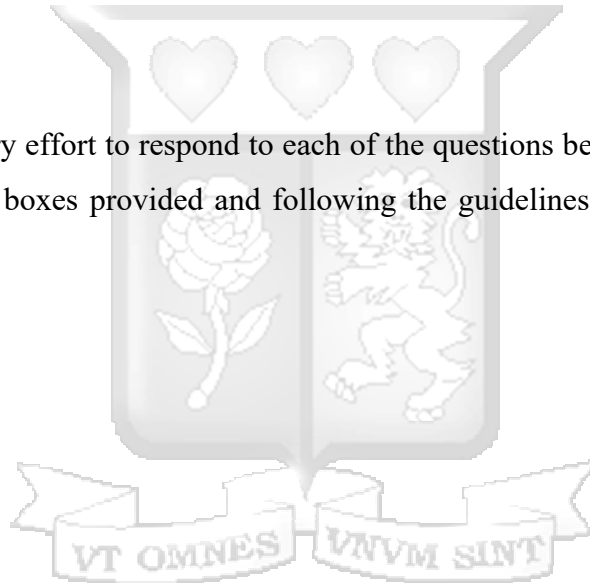 ry effort to respond to each of the questions be
boxes provided and following the guidelines
VT OMNES VNVM SINT